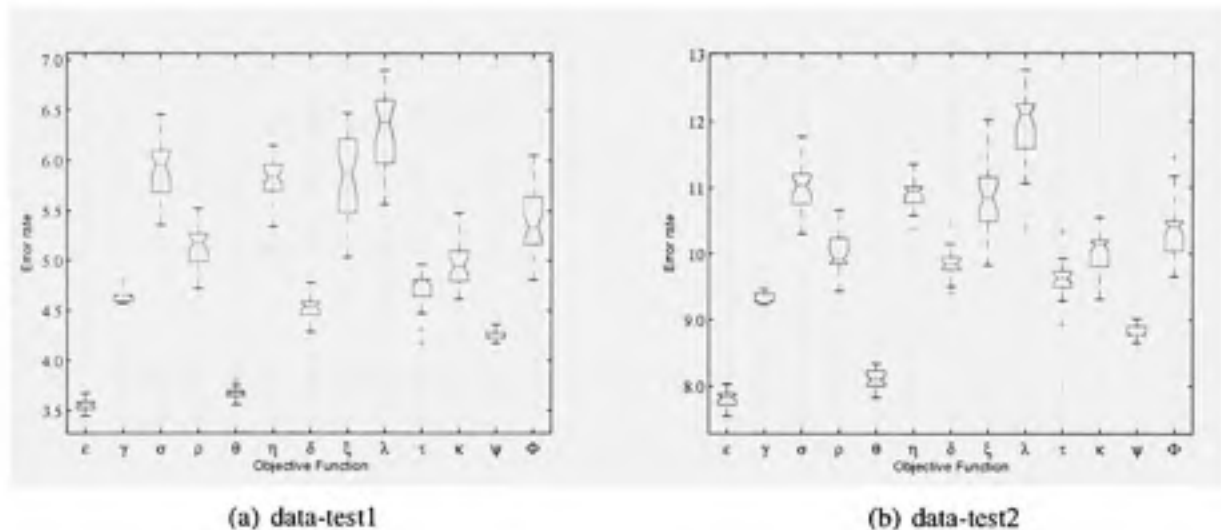 7.0
6.5
6.0
5.5
5.0
4.5
4.0
3.5
Error rate
ε γ σ ρ θ η δ ζ λ τ κ ψ Φ
Objective Function
(a) data-test1
13
12
11
10
9.0
8.0
Error rate
ε γ σ ρ θ η δ ζ λ τ κ ψ Φ
Objective Function
(b) data-test2